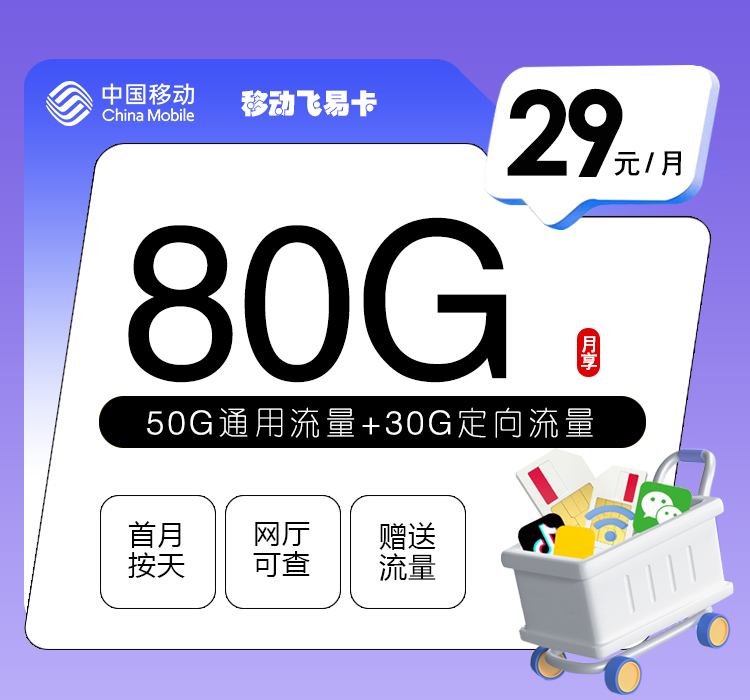 中国移动
China Mobile
移动飞易卡
29元/月
80G
月享
50G通用流量+30G定向流量
首月
按天
网厅
可查
赠送
流量